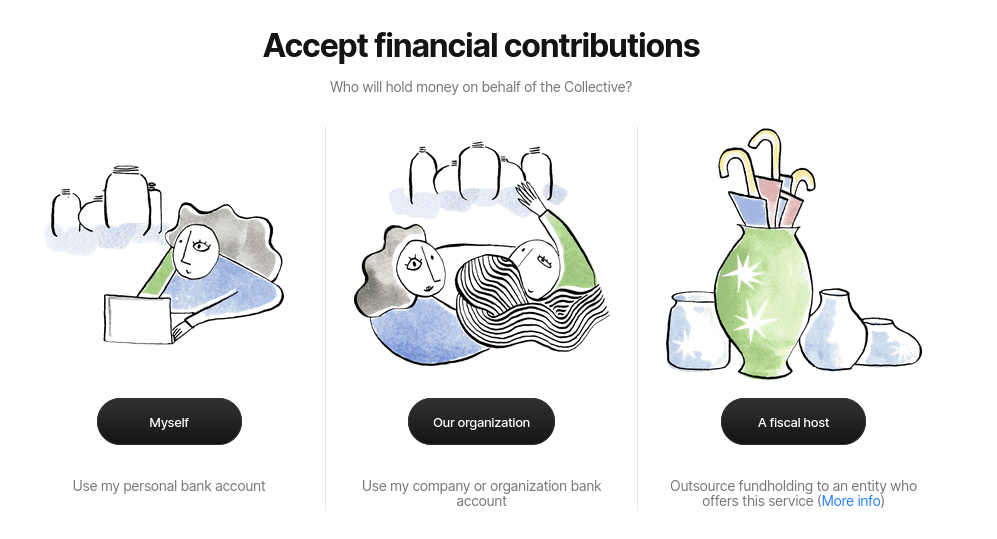 Accept financial contributions
Who will hold money on behalf of the Collective?
Myself
Our organization
A fiscal host
Use my personal bank account
Use my company or organization bank
account
Outsource fundholding to an entity who
offers this service (More info)